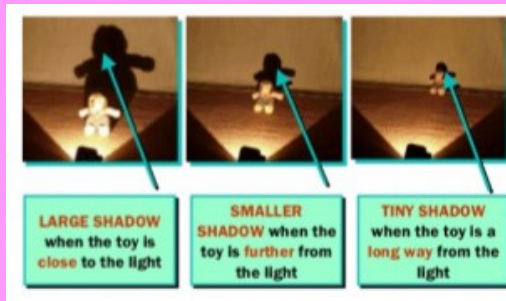 LARGE SHADOW
when the toy is
close to the light
SMALLER
SHADOW when the
toy is further from
the light
TINY SHADOW
when the toy is a
long way from the
light